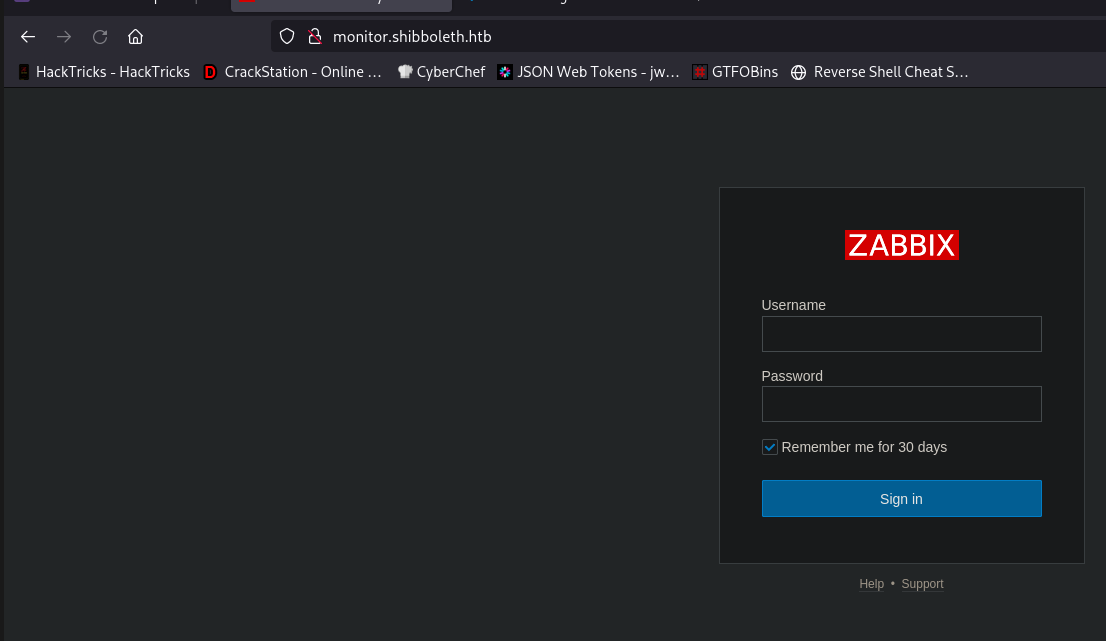 monitor.shibboleth.htb
HackTricks - HackTricks CrackStation - Online ... CyberChef JSON Web Tokens - jw... GTFOBins Reverse Shell Cheat S...
ZABBIX
Username
Password
Remember me for 30 days
Sign in
Help • Support